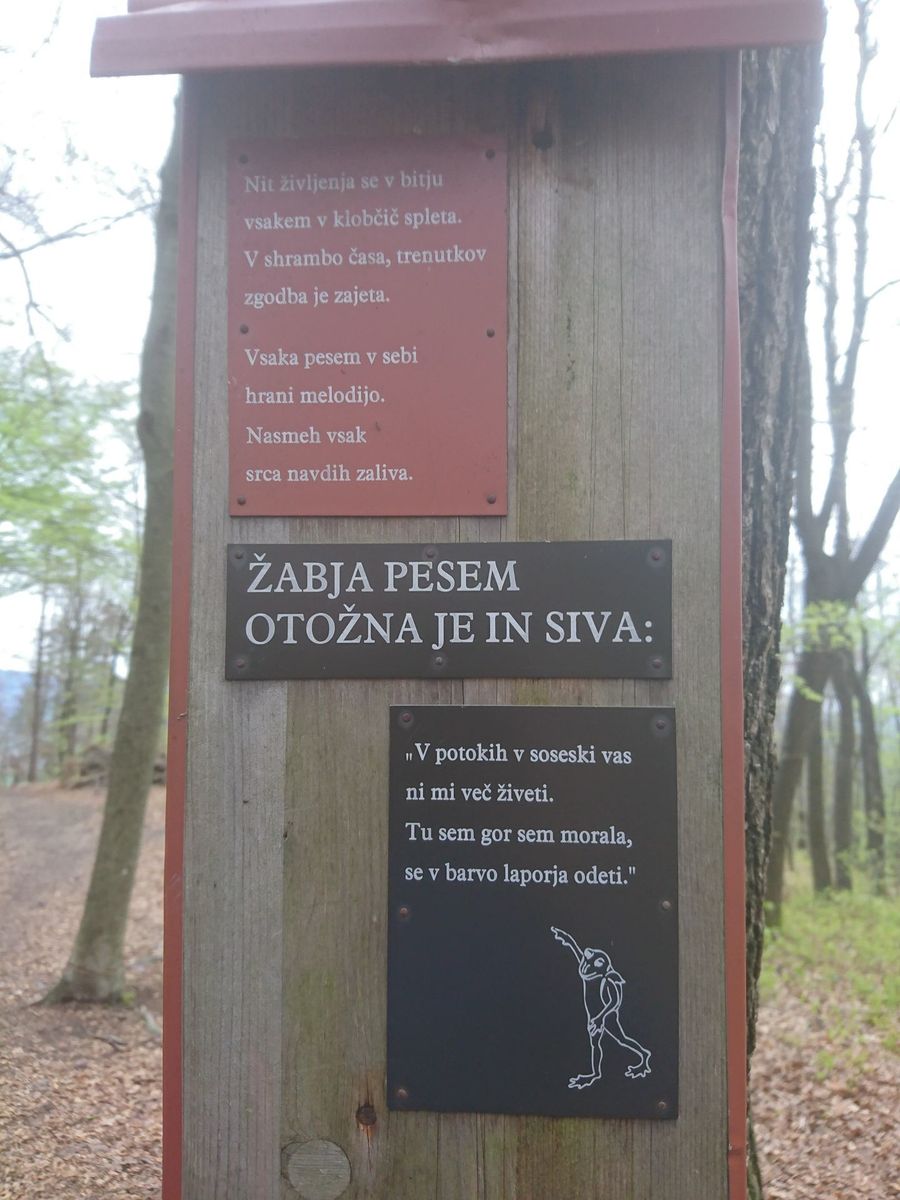 Nit življenja se v bitju
vsakem v klobčič spleta.
V shrambo časa, trenutkov
zgodba je zajeta.
Vsaka pesem v sebi
hrani melodijo.
Nasmeh vsak
srca navdih zaliva.
ŽABJA PESEM
OTOŽNA JE IN SIVA:
„V potokih v soseski vas
ni mi več živeti.
Tu sem gor sem morala,
se v barvo laporja odeti."